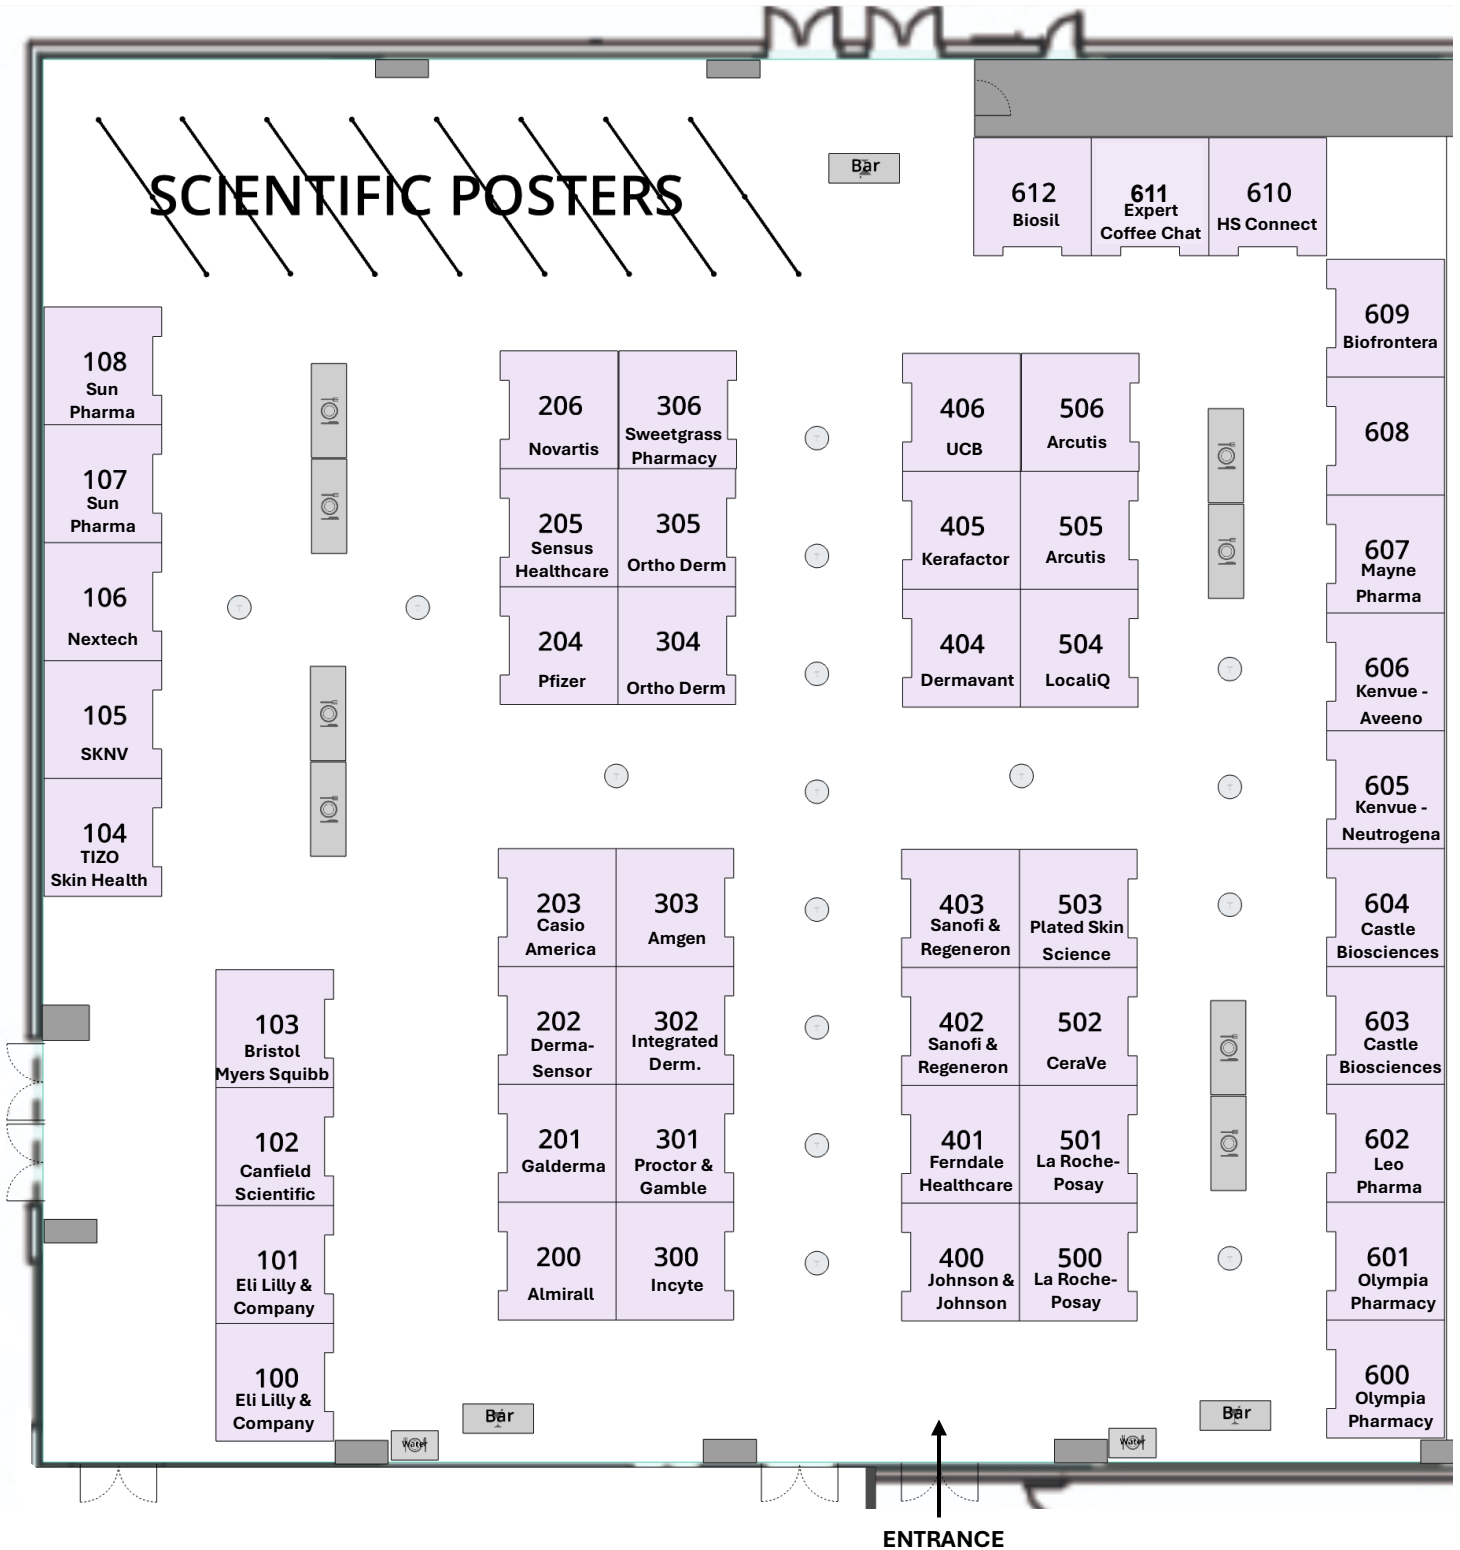 Bar
SCIENTIFIC POSTERS
612
Biosil
611
Expert
Coffee Chat
610
HS Connect
609
Biofrontera
608
607
Mayne
Pharma
606
Kenvue -
Aveeno
605
Kenvue -
Neutrogena
604
Castle
Biosciences
603
Castle
Biosciences
602
Leo
Pharma
601
Olympia
Pharmacy
600
Olympia
Pharmacy
108
Sun
Pharma
107
Sun
Pharma
106
Nextech
105
SKNV
104
TIZO
Skin Health
103
Bristol
Myers Squibb
102
Canfield
Scientific
101
Eli Lilly &
Company
100
Eli Lilly &
Company
206
Novartis
306
Sweetgrass
Pharmacy
205
Sensus
Healthcare
305
Ortho Derm
204
Pfizer
304
Ortho Derm
203
Casio
America
303
Amgen
202
Derma-
Sensor
302
Integrated
Derm.
201
Galderma
301
Proctor &
Gamble
200
Almirall
300
Incyte
406
UCB
506
Arcutis
405
Kerafactor
505
Arcutis
404
Dermavant
504
LocaliQ
403
Sanofi &
Regeneron
503
Plated Skin
Science
402
Sanofi &
Regeneron
502
CeraVe
401
Ferndale
Healthcare
501
La Roche-
Posay
400
Johnson &
Johnson
500
La Roche-
Posay
Bar
Water
Bar
Water
ENTRANCE